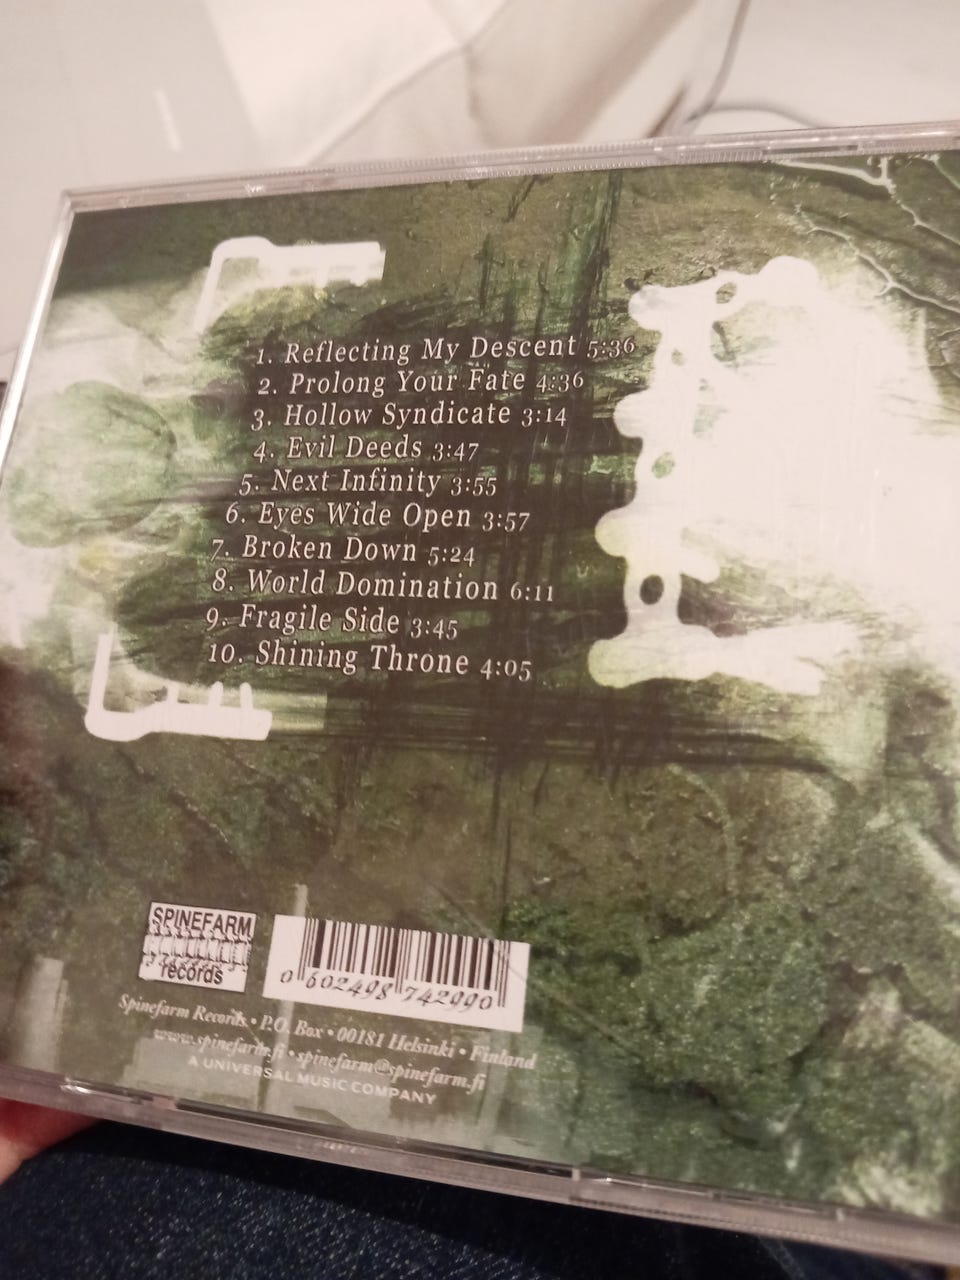 1. Reflecting My Descent 5:36
2. Prolong Your Fate 4:36
3. Hollow Syndicate 3:14
4. Evil Deeds 3:47
5. Next Infinity 3:55
6. Eyes Wide Open 3:57
7. Broken Down 5:24
8. World Domination 6:11
9. Fragile Side 3:45
10. Shining Throne 4:05
SPINEFARM
records
0 602498 742990
Spinefarm Records • P.O. Box • 00181 Helsinki • Finland
www.spinefarm.fi • spinefarm@spinefarm.fi
A UNIVERSAL MUSIC COMPANY